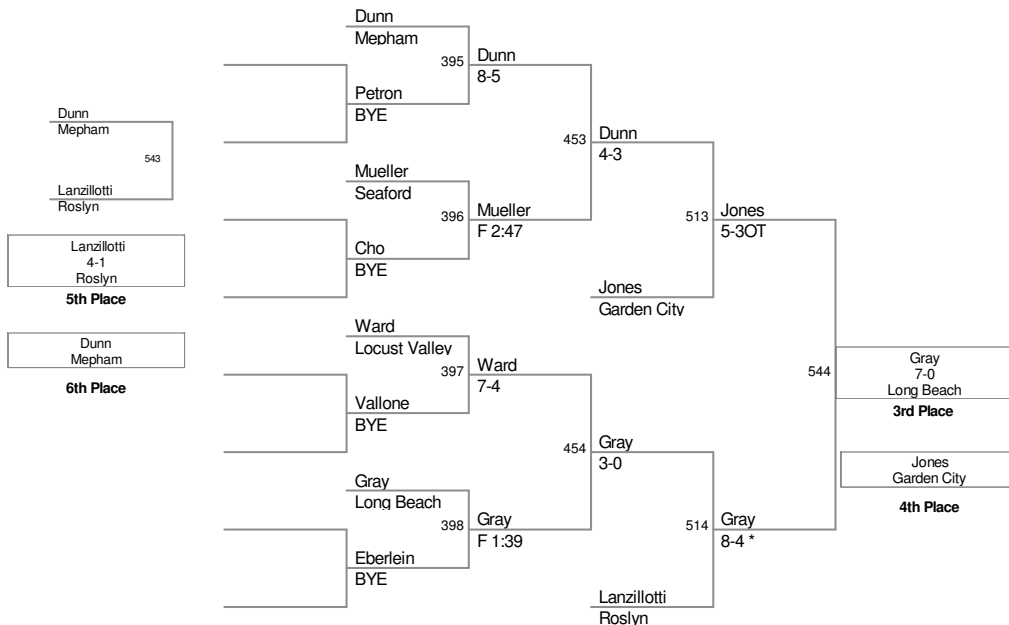 Dunn
Mepham
395
Dunn
8-5
Petron
BYE
Dunn
Mepham
543
Lanzillotti
Roslyn
453
Dunn
4-3
Mueller
Seaford
396
Mueller
F 2:47
Cho
BYE
513
Jones
5-3OT
Lanzillotti
4-1
Roslyn
5th Place
Jones
Garden City
Dunn
Mepham
6th Place
Ward
Locust Valley
397
Ward
7-4
Vallone
BYE
544
Gray
7-0
Long Beach
3rd Place
454
Gray
3-0
Jones
Garden City
4th Place
Gray
Long Beach
398
Gray
F 1:39
Eberlein
BYE
514
Gray
8-4 *
Lanzillotti
Roslyn